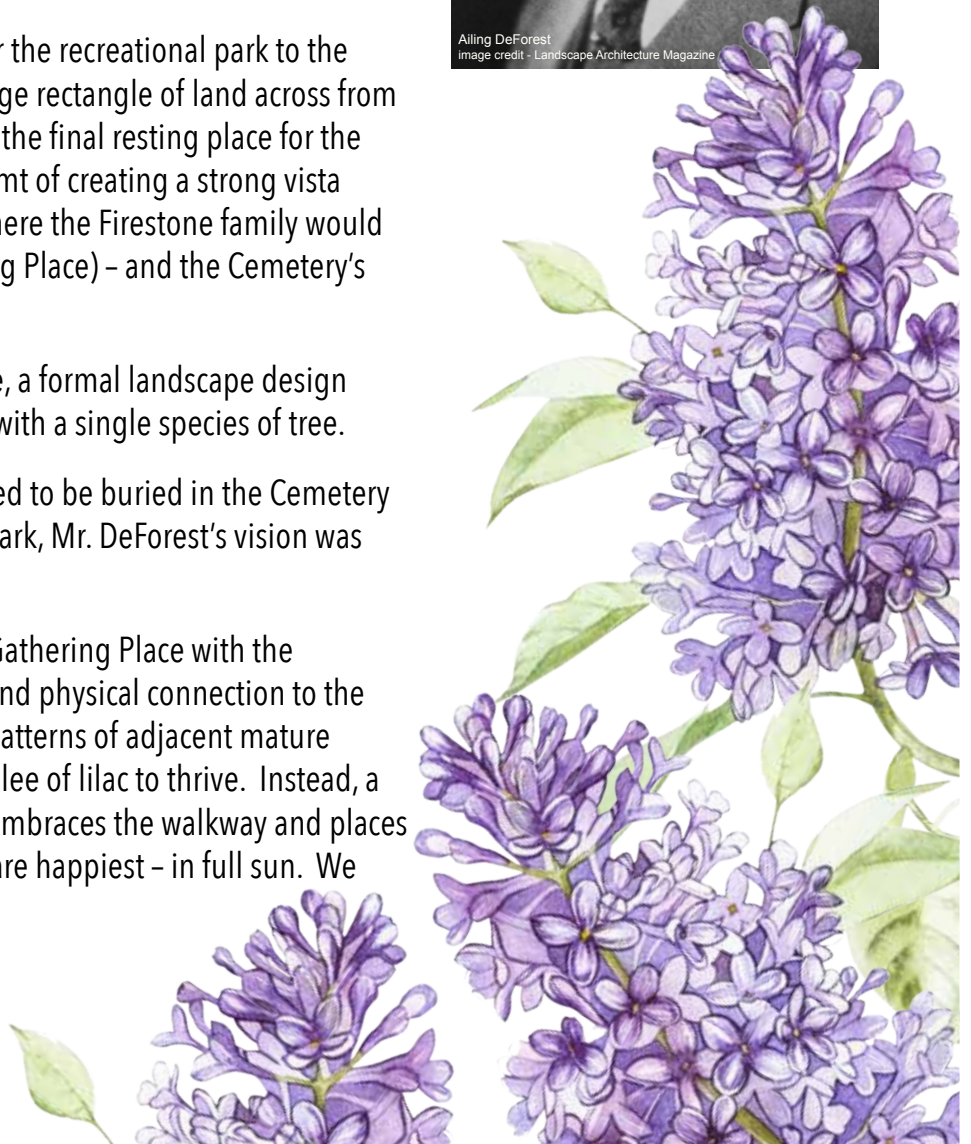 Ailing DeForest
image credit - Landscape Architecture Magazine
r the recreational park to the
ge rectangle of land across from
the final resting place for the
mt of creating a strong vista
ere the Firestone family would
g Place) – and the Cemetery's
e, a formal landscape design
with a single species of tree.
ed to be buried in the Cemetery
ark, Mr. DeForest's vision was
Gathering Place with the
nd physical connection to the
atterns of adjacent mature
lee of lilac to thrive. Instead, a
mbraces the walkway and places
are happiest – in full sun. We